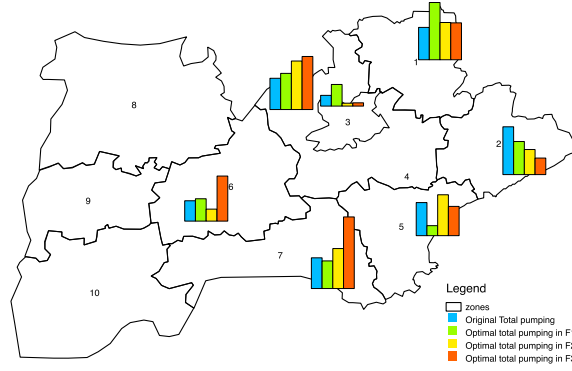 1
8
3
2
4
6
9
5
7
10
Legend
zones
Original Total pumping
Optimal total pumping in F
Optimal total pumping in F
Optimal total pumping in F